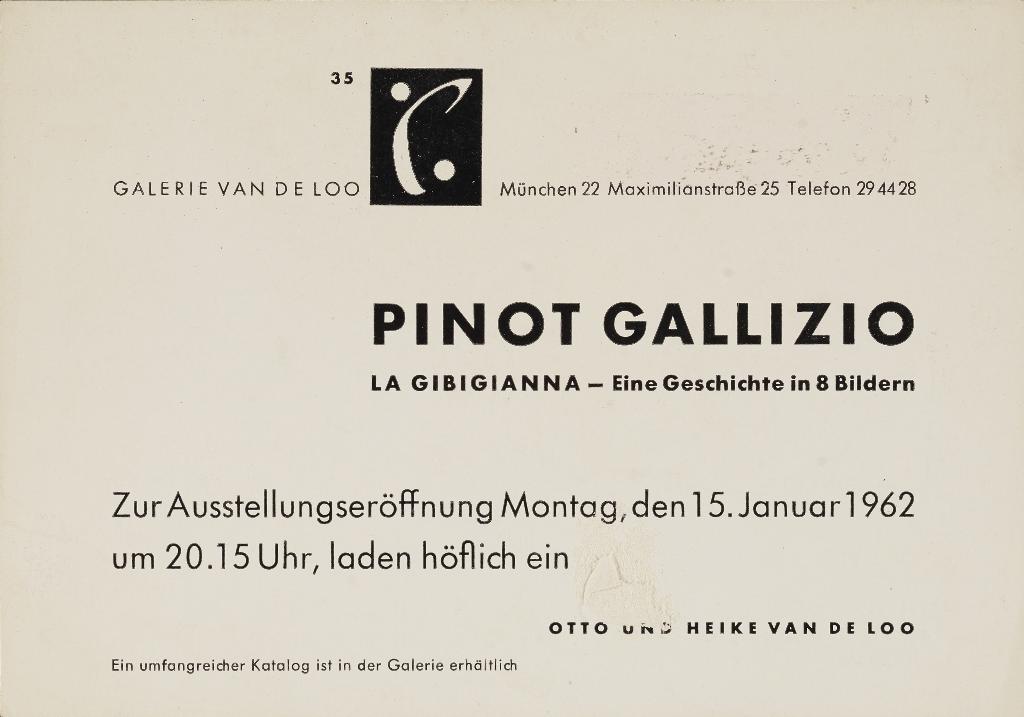 35
GALERIE VAN DE LOO München 22 Maximilianstraße 25 Telefon 29 44 28
PINOT GALLIZIO
LA GIBIGIANNA – Eine Geschichte in 8 Bildern
Zur Ausstellungseröffnung Montag, den 15. Januar 1962
um 20.15 Uhr, laden höflich ein
OTTO UND HEIKE VAN DE LOO
Ein umfangreicher Katalog ist in der Galerie erhältlich